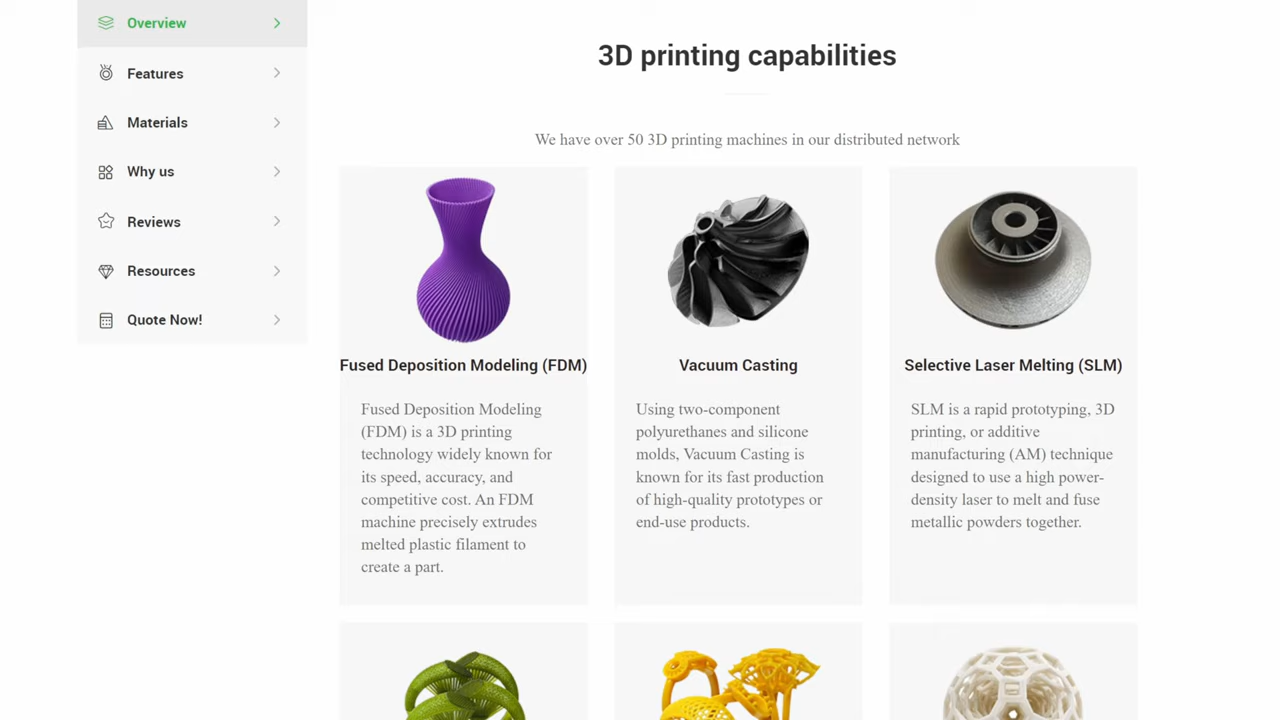 Overview
Features
Materials
Why us
Reviews
Resources
Quote Now!
3D printing capabilities
We have over 50 3D printing machines in our distributed network
Fused Deposition Modeling (FDM)
Fused Deposition Modeling
(FDM) is a 3D printing
technology widely known for
its speed, accuracy, and
competitive cost. An FDM
machine precisely extrudes
melted plastic filament to
create a part.
Vacuum Casting
Using two-component
polyurethanes and silicone
molds, Vacuum Casting is
known for its fast production
of high-quality prototypes or
end-use products.
Selective Laser Melting (SLM)
SLM is a rapid prototyping, 3D
printing, or additive
manufacturing (AM) technique
designed to use a high power-
density laser to melt and fuse
metallic powders together.